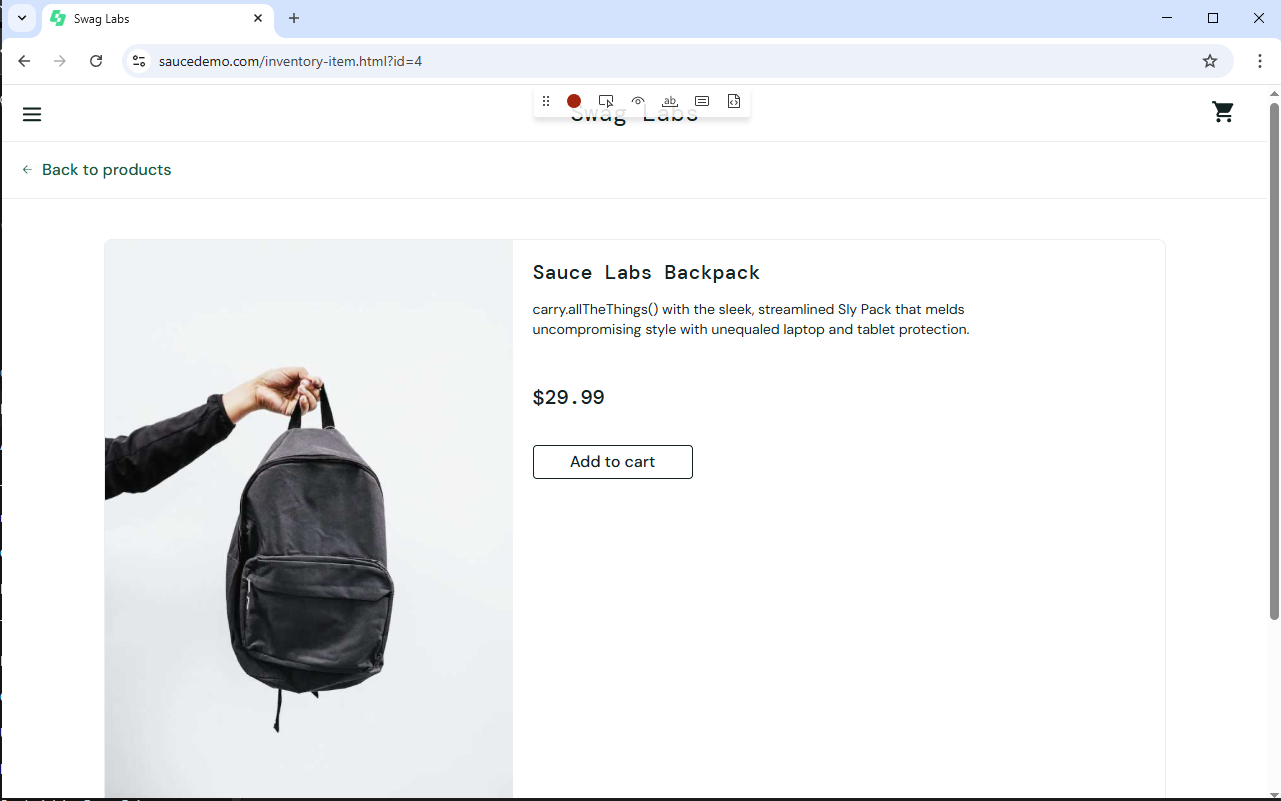 Swag Labs
saucedemo.com/inventory-item.html?id=4
ab
Swag Labs
Back to products
Sauce Labs Backpack
carry.allTheThings() with the sleek, streamlined Sly Pack that melds
uncompromising style with unequaled laptop and tablet protection.
$29.99
Add to cart